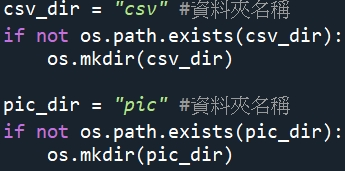 csv_dir = "csv" #資料夾名稱
if not os.path.exists(csv_dir):
    os.mkdir(csv_dir)

pic_dir = "pic" #資料夾名稱
if not os.path.exists(pic_dir):
    os.mkdir(pic_dir)